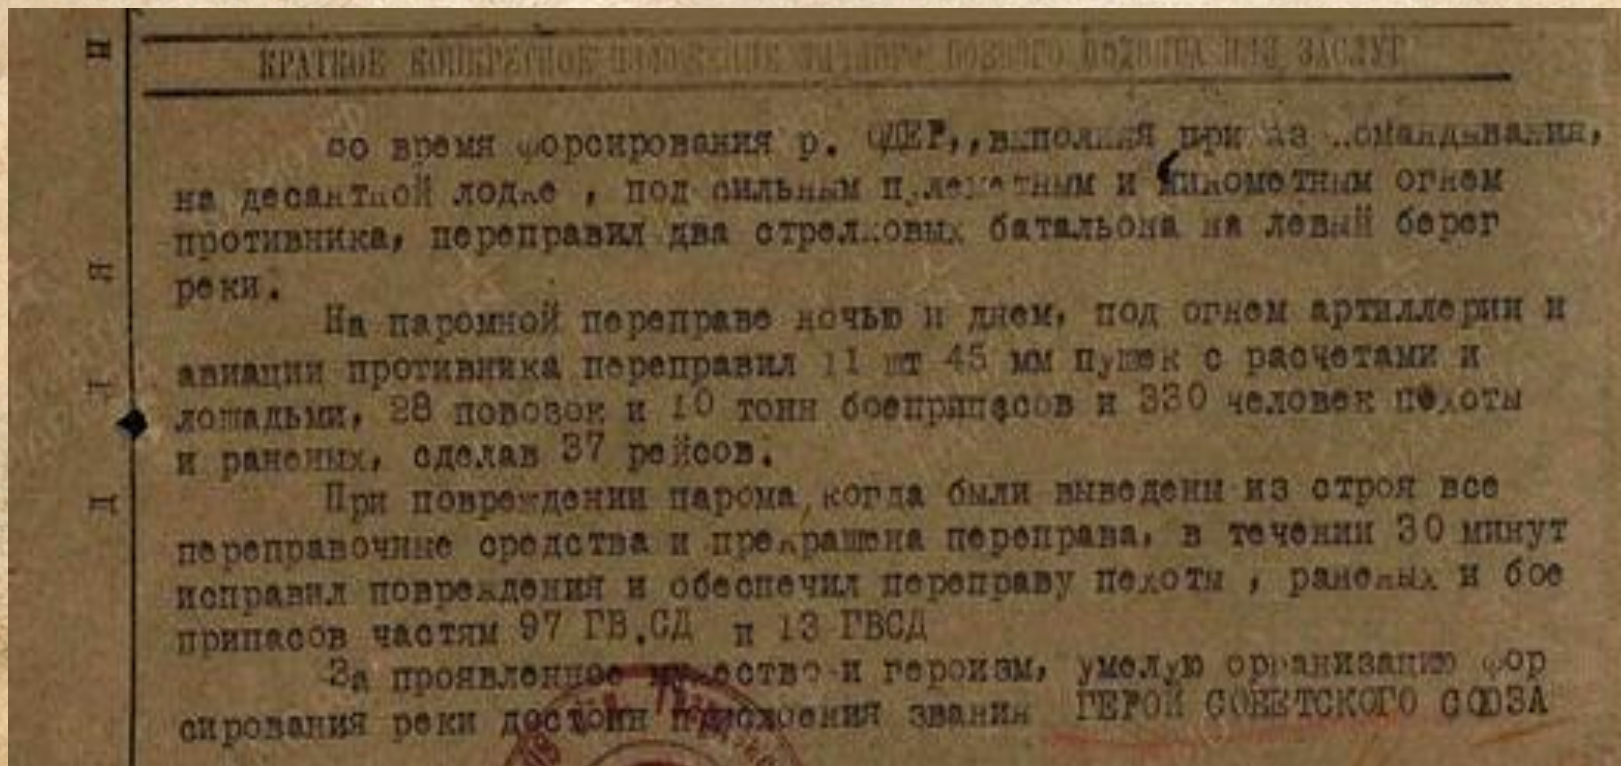 КРАТКОЕ КОНКРЕТНОЕ ИЗЛОЖЕНИЕ ЛИЧНОГО БОЕВОГО ПОДВИГА ИЛИ ЗАСЛУГ
во время форсирования р. ОДЕР,, выполняя приказ командывания,
на десантной лодке , под сильным пулеметным и минометным огнем
противника, переправил два стрелковых батальона на левый берег
реки.
На паромной переправе ночью и днем, под огнем артиллерии и
авиации противника переправил 11 шт 45 мм пушек с расчетами и
лошадьми, 28 повозок и 10 тонн боеприпасов и 330 человек пехоты
и раненых, сделав 37 рейсов.
При повреждении парома, когда были выведены из строя все
переправочные средства и прекращена переправа, в течении 30 минут
исправил повреждения и обеспечил переправу пехоты , раненых и бое
припасов частям 97 ГВ.СД и 13 ГВСД
За проявленное мужество и героизм, умелую организацию фор
сирования реки достоин присвоения звания ГЕРОЙ СОВЕТСКОГО СОЮЗА